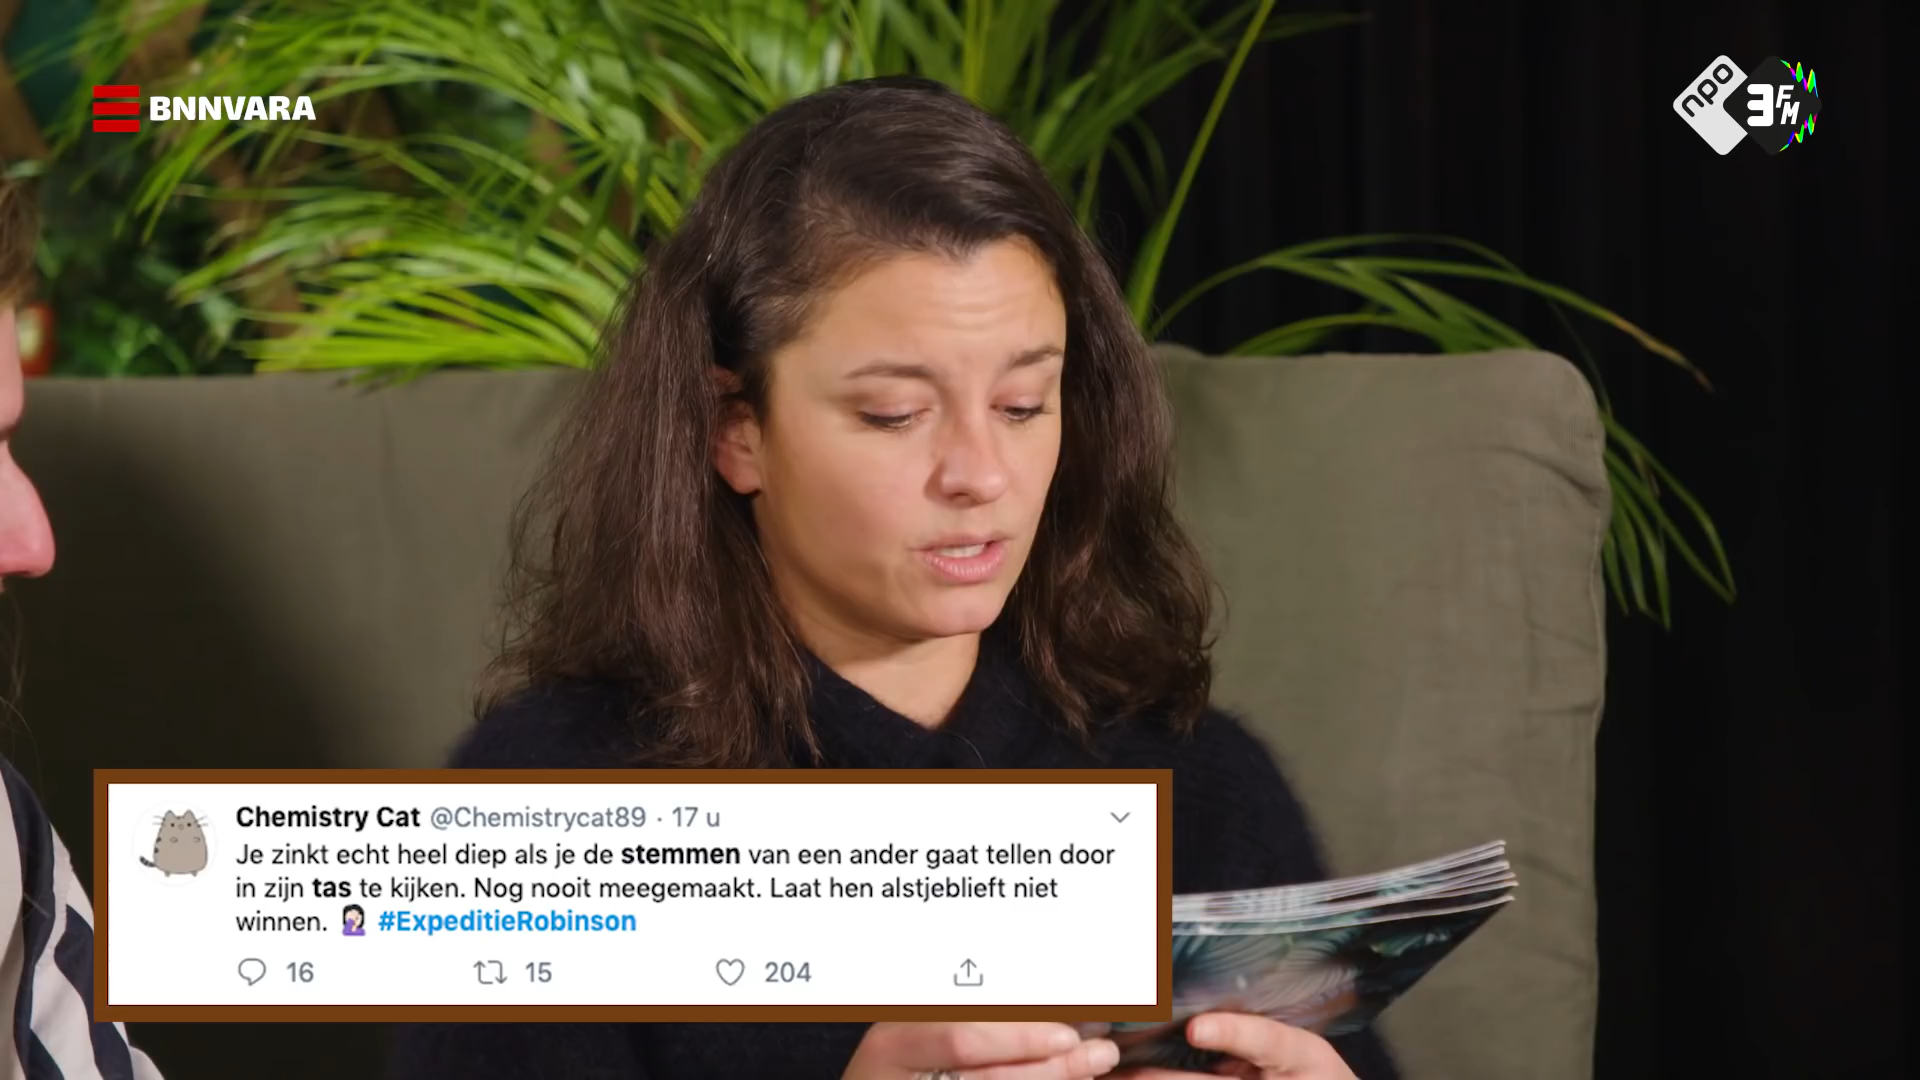 BNNVARA
npo
3FM
Chemistry Cat @Chemistrycat89 · 17 u
Je zinkt echt heel diep als je de stemmen van een ander gaat tellen door
in zijn tas te kijken. Nog nooit meegemaakt. Laat hen alstjeblieft niet
winnen. 🤦🏻‍♀️ #ExpeditieRobinson
16 15 204